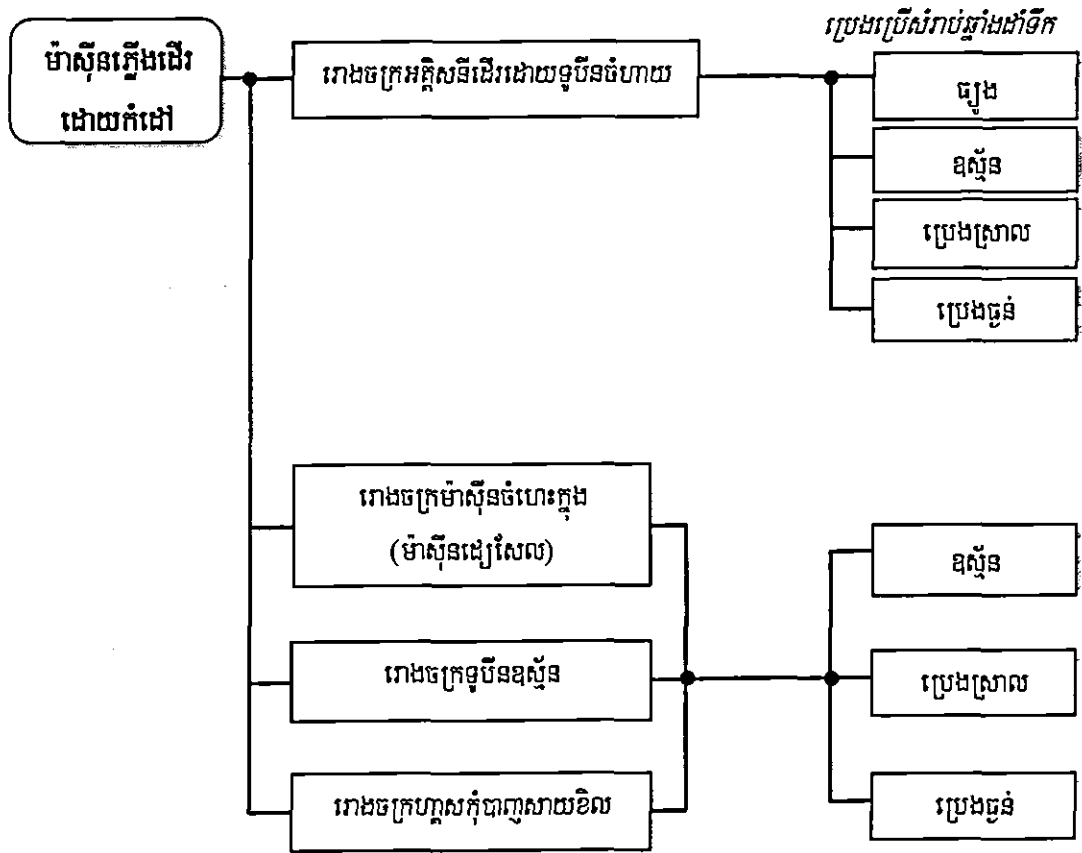 ប្រេងប្រើសំរាប់ឆ្នាំងដាំទឹក
ម៉ាស៊ីនភ្លើងដើរ
ដោយកំដៅ
រោងចក្រអគ្គិសនីដើរដោយទួប៊ីនចំហាយ
ធ្យូង
ឧស្ម័ន
ប្រេងស្រាល
ប្រេងធ្ងន់
រោងចក្រម៉ាស៊ីនចំហេះក្នុង
(ម៉ាស៊ីនដ្យេសែល)
រោងចក្រទួប៊ីនឧស្ម័ន
រោងចក្រហ្គាសកុំបាញសាយខិល
ឧស្ម័ន
ប្រេងស្រាល
ប្រេងធ្ងន់